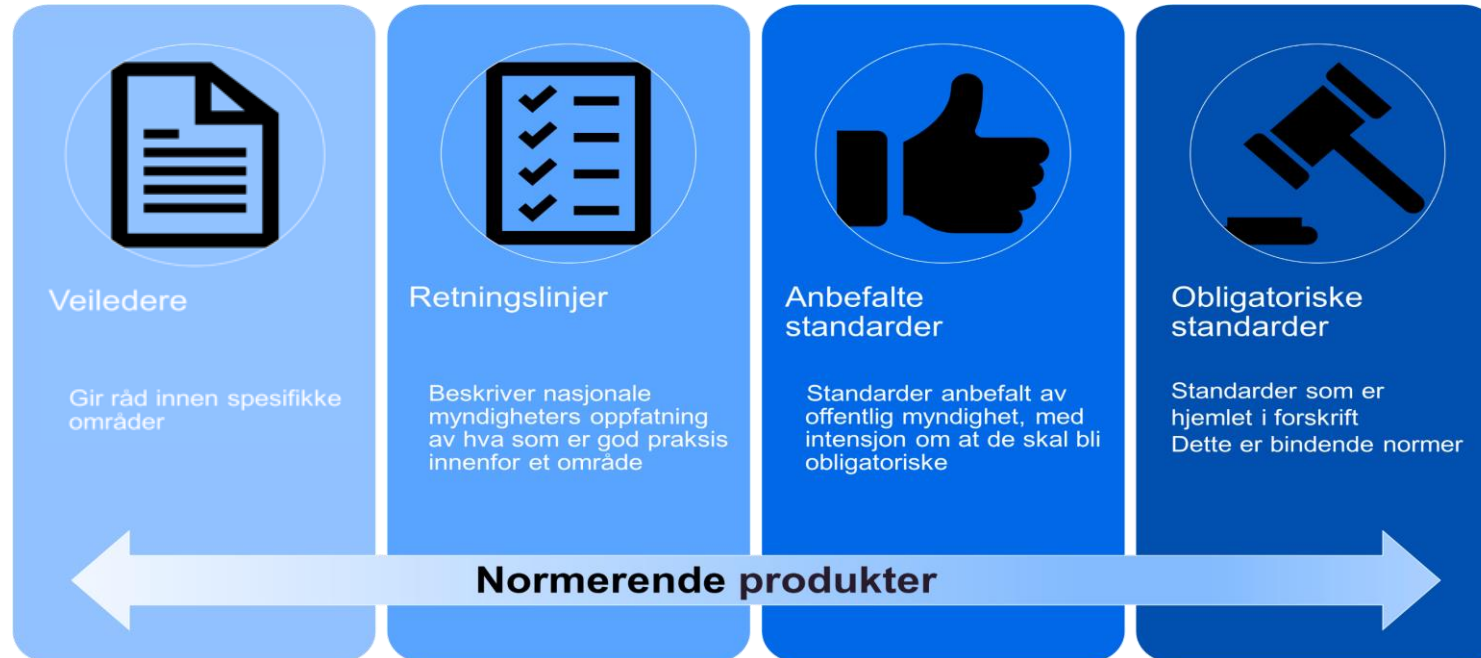 Veiledere
Gir råd innen spesifikke
områder
Retningslinjer
Beskriver nasjonale
myndigheters oppfatning
av hva som er god praksis
innenfor et område
Anbefalte
standarder
Standarder anbefalt av
offentlig myndighet, med
intensjon om at de skal bli
obligatoriske
Obligatoriske
standarder
Standarder som er
hjemlet i forskrift
Dette er bindende normer
Normerende produkter